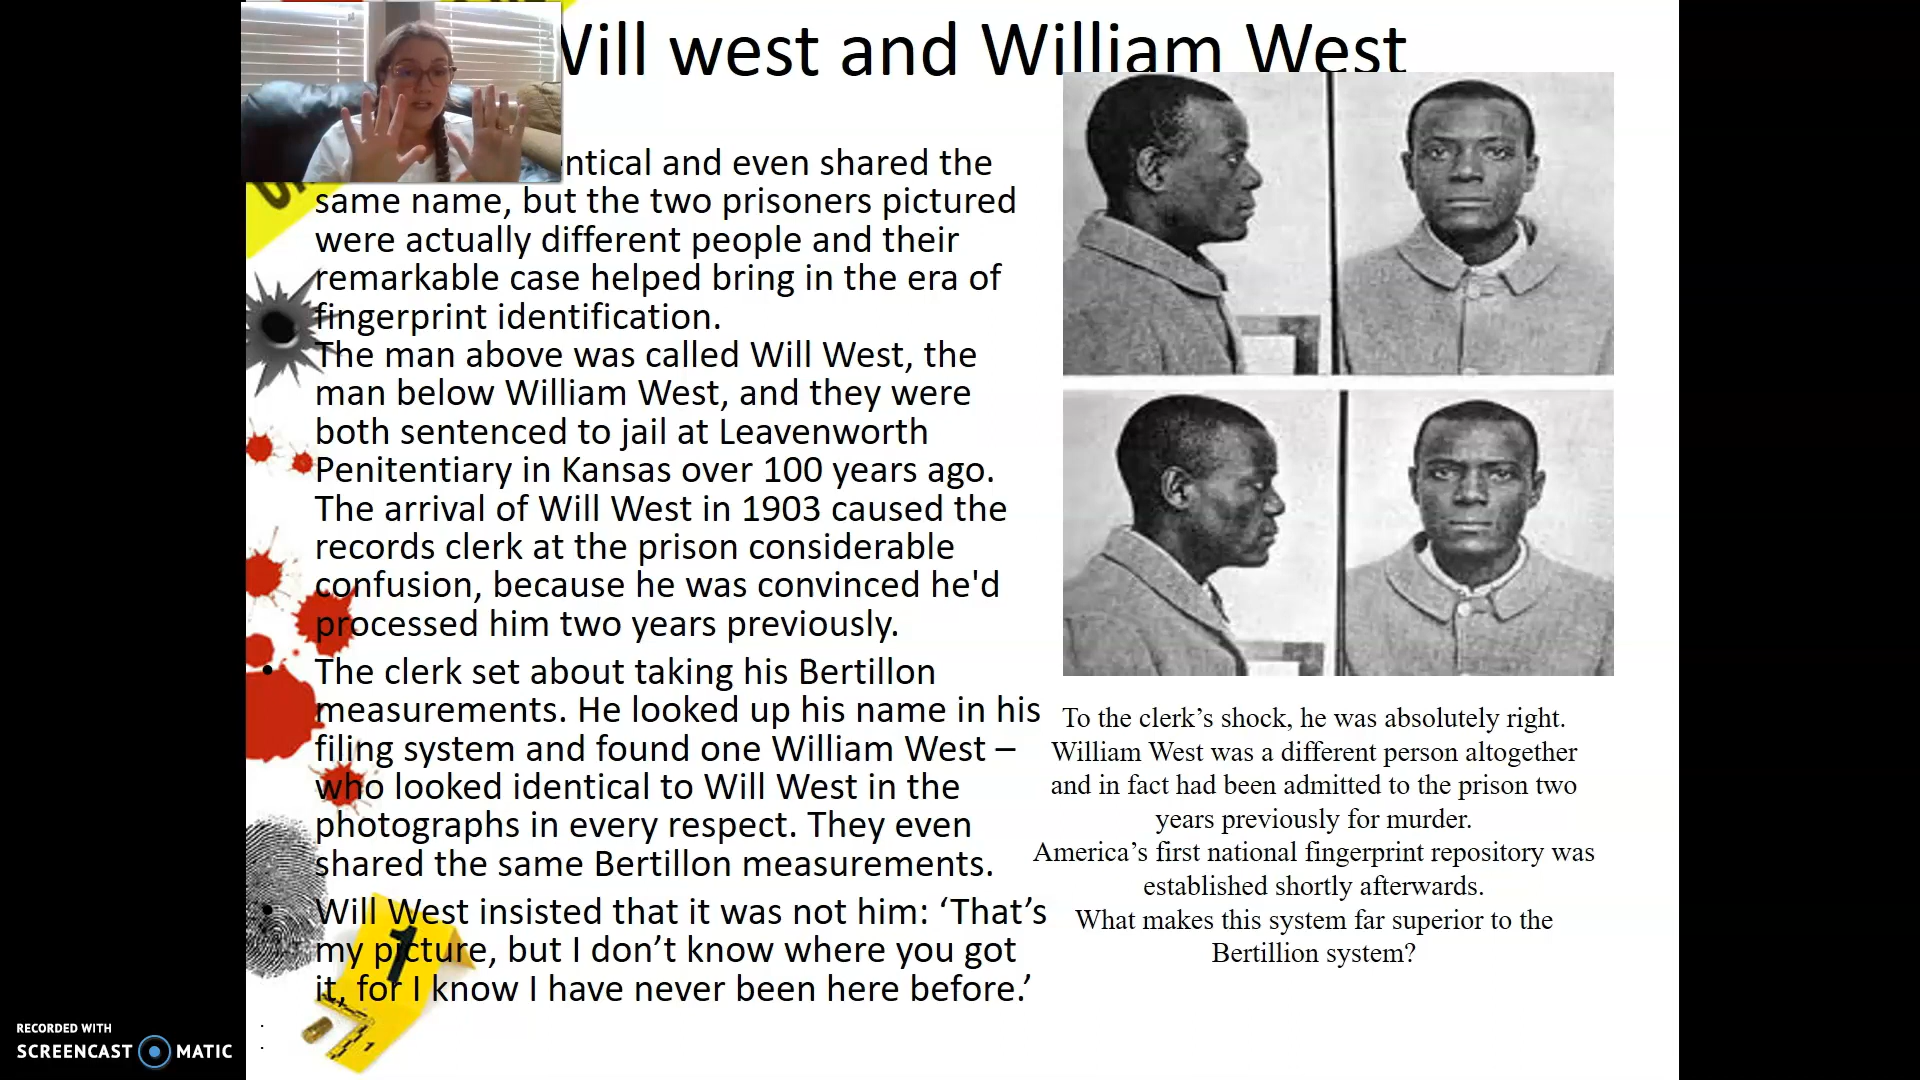 Will west and William West
ntical and even shared the
same name, but the two prisoners pictured
were actually different people and their
remarkable case helped bring in the era of
fingerprint identification.
The man above was called Will West, the
man below William West, and they were
both sentenced to jail at Leavenworth
Penitentiary in Kansas over 100 years ago.
The arrival of Will West in 1903 caused the
records clerk at the prison considerable
confusion, because he was convinced he'd
processed him two years previously.
• The clerk set about taking his Bertillon
measurements. He looked up his name in his
filing system and found one William West –
who looked identical to Will West in the
photographs in every respect. They even
shared the same Bertillon measurements.
• Will West insisted that it was not him: ‘That’s
my picture, but I don’t know where you got
it, for I know I have never been here before.’
To the clerk’s shock, he was absolutely right.
William West was a different person altogether
and in fact had been admitted to the prison two
years previously for murder.
America’s first national fingerprint repository was
established shortly afterwards.
What makes this system far superior to the
Bertillion system?
1
1
RECORDED WITH
SCREENCAST MATIC